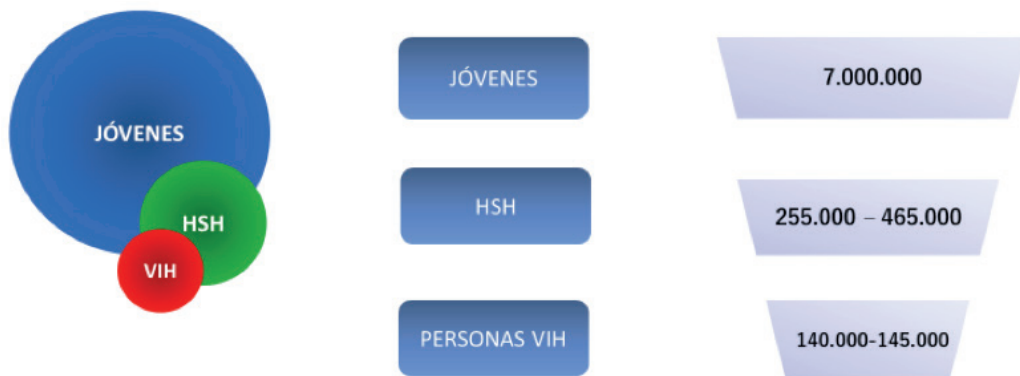 JÓVENES
HSH
VIH
JÓVENES
7.000.000
HSH
255.000 – 465.000
PERSONAS VIH
140.000-145.000